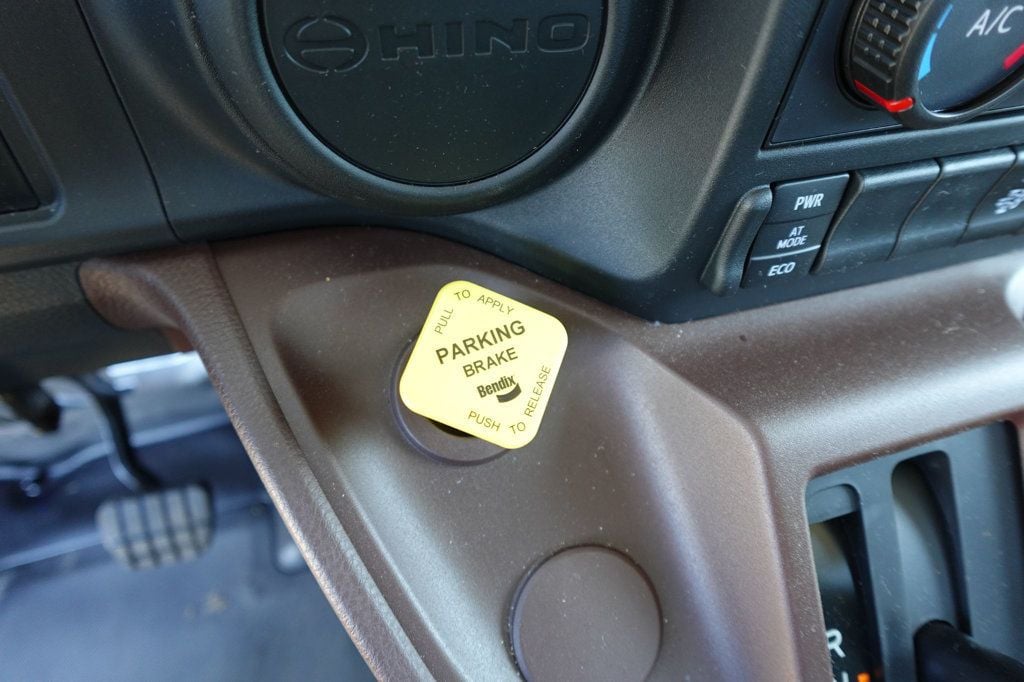 HINO
A/C
PWR
AT
MODE
ECO
PULL TO APPLY
PARKING
BRAKE
Bendix
PUSH TO RELEASE
R